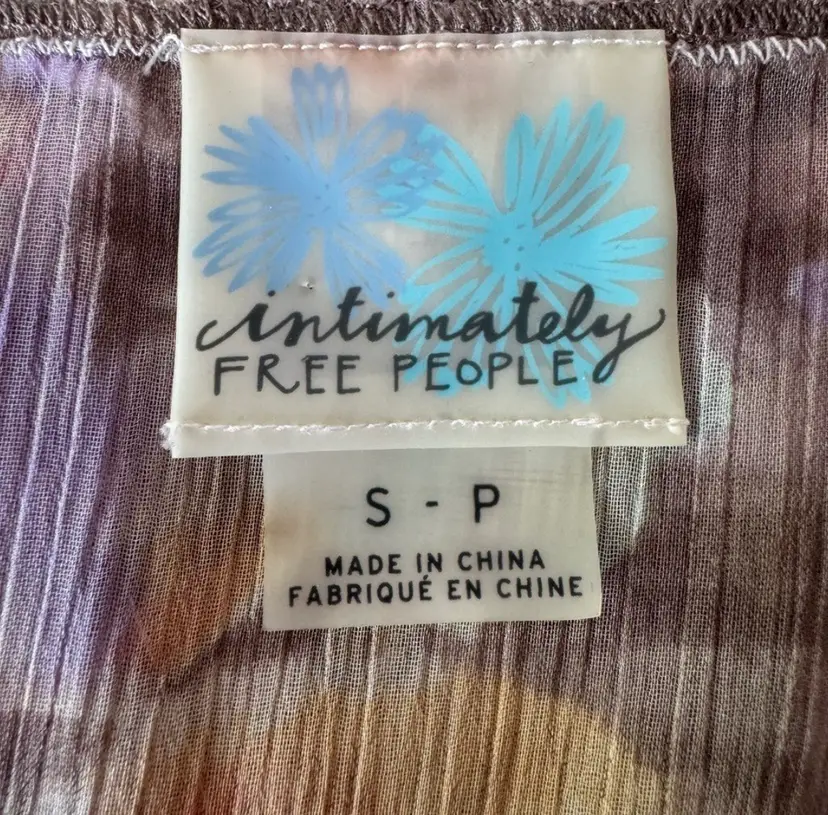 intimately
FREE PEOPLE
S - P
MADE IN CHINA
FABRIQUÉ EN CHINE